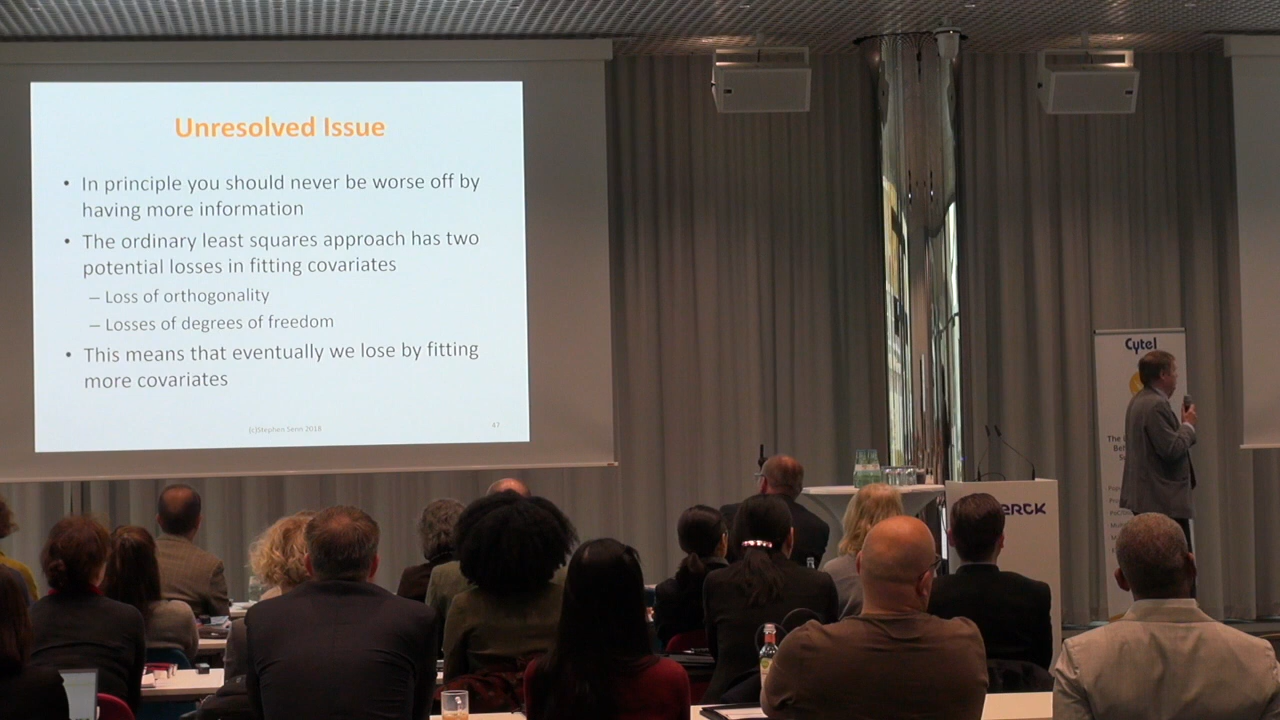 Unresolved Issue
• In principle you should never be worse off by
having more information
• The ordinary least squares approach has two
potential losses in fitting covariates
– Loss of orthogonality
– Losses of degrees of freedom
• This means that eventually we lose by fitting
more covariates
(c)Stephen Senn 2018
47
Cytel
The
ERCK